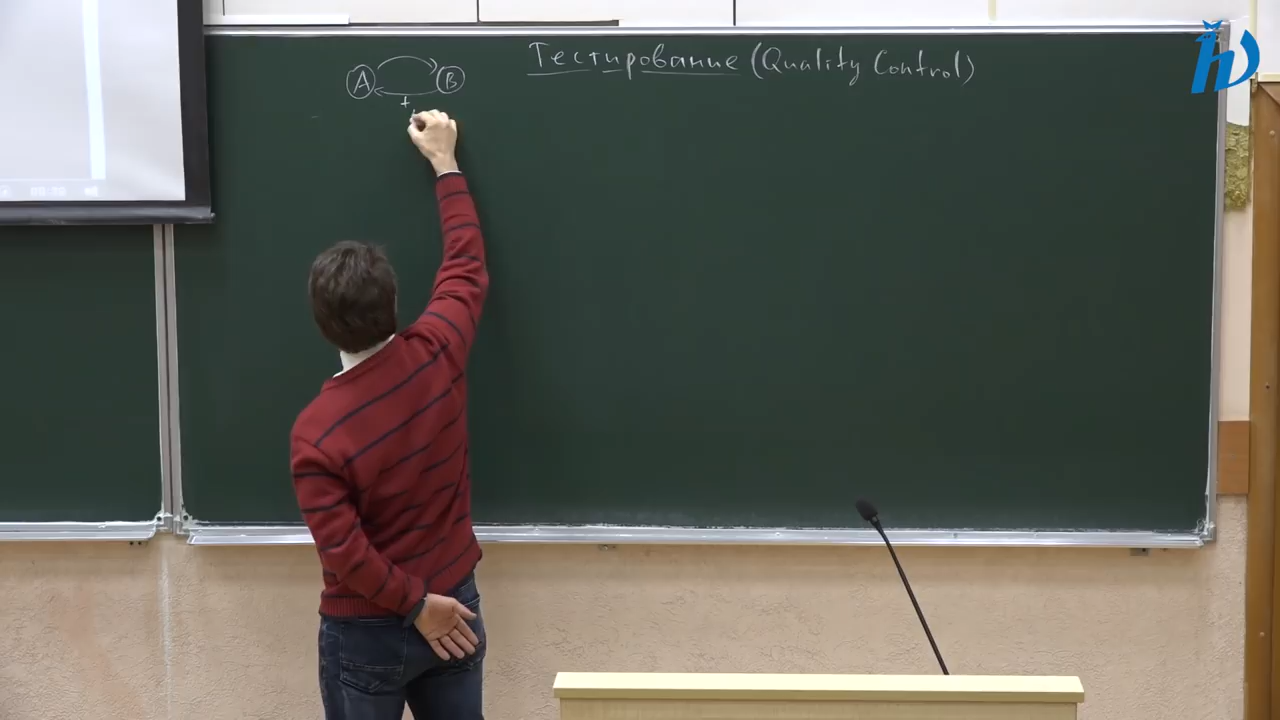 Тестирование (Quality Control)
A B
+